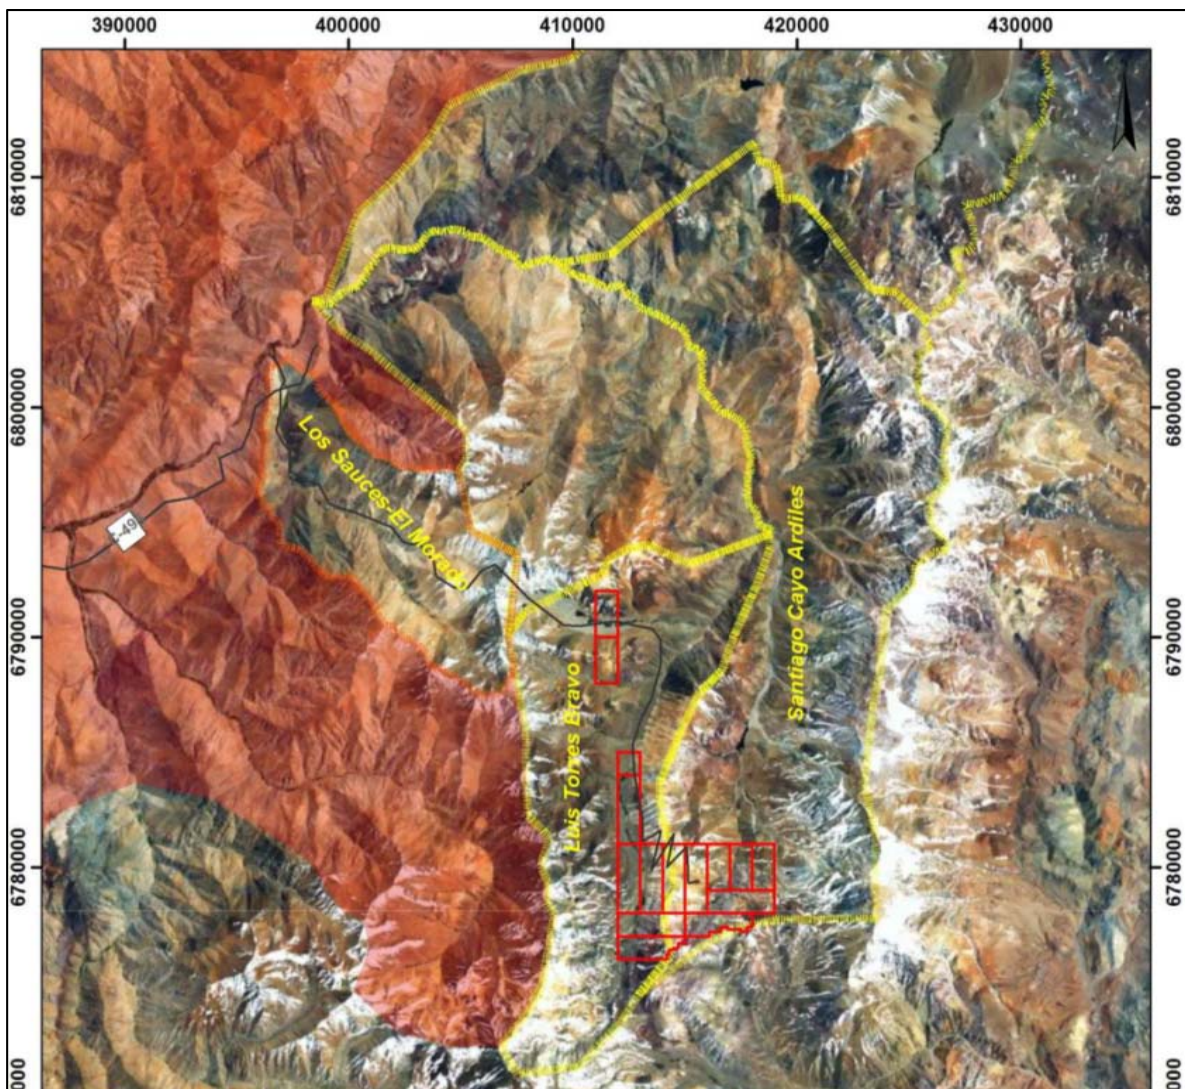 390000 400000 410000 420000 430000
6810000 6810000
6800000 6800000
Los Sauces-El Morado
Santiago Cayo Ardiles
6790000 6790000
Luis Torres Bravo
6780000 6780000
000 000